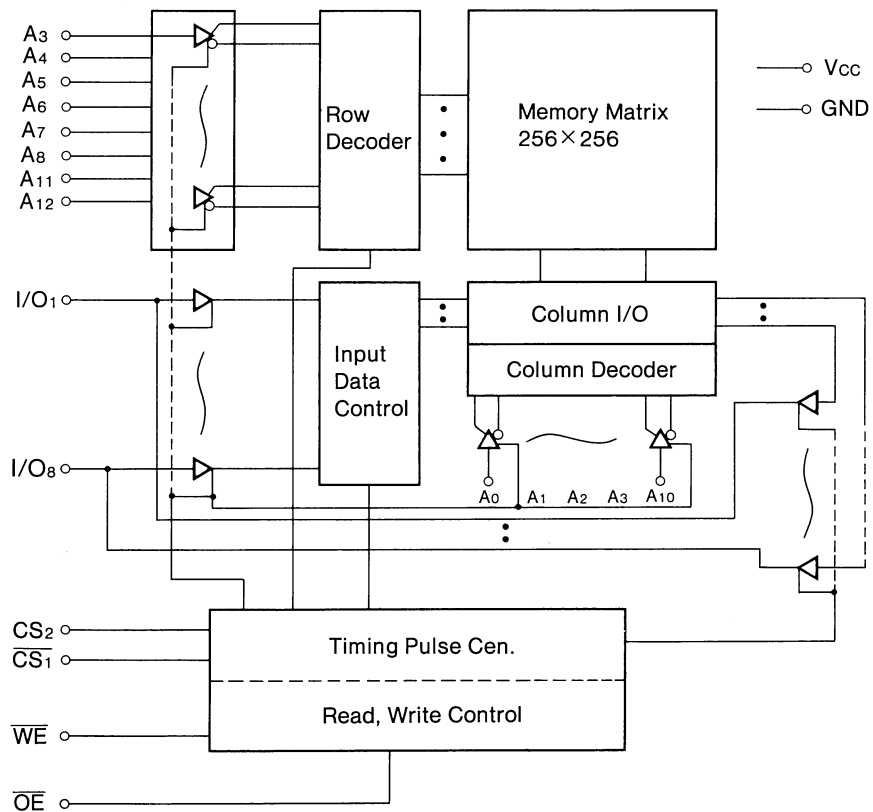 A3
A4
A5
A6
A7
A8
A11
A12
Row
Decoder
Memory Matrix
256×256
Vcc
GND
I/O1
I/O8
Input
Data
Control
Column I/O
Column Decoder
A0 A1 A2 A3 A10
CS2
CS1
WE
OE
Timing Pulse Cen.
Read, Write Control